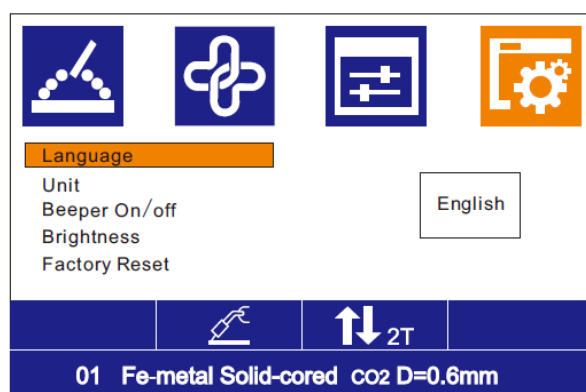 Language
Unit
Beeper On/off
Brightness
Factory Reset
English
2T
01 Fe-metal Solid-cored CO2 D=0.6mm